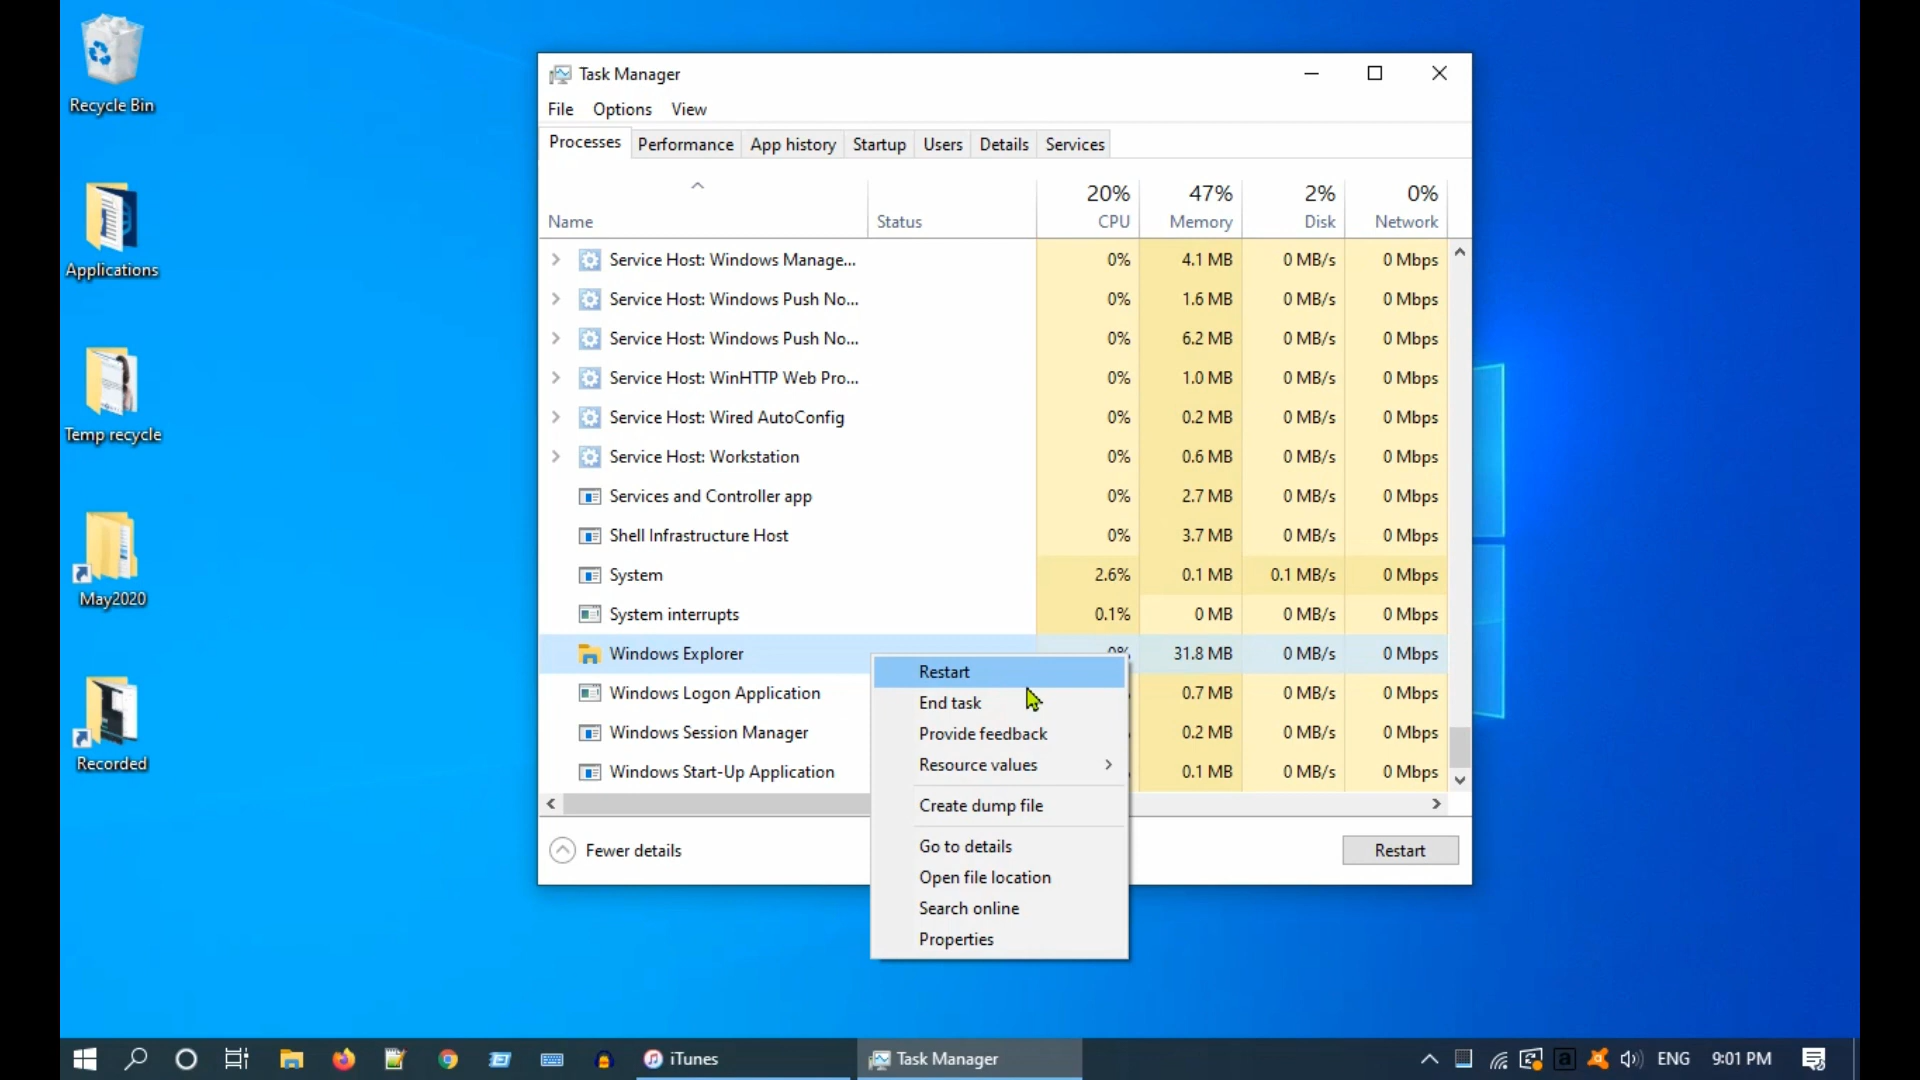 Recycle Bin
Applications
Temp recycle
May2020
Recorded
Task Manager
File Options View
Processes Performance App history Startup Users Details Services
20% 47% 2% 0%
Name Status CPU Memory Disk Network
Service Host: Windows Manage... 0% 4.1 MB 0 MB/s 0 Mbps
Service Host: Windows Push No... 0% 1.6 MB 0 MB/s 0 Mbps
Service Host: Windows Push No... 0% 6.2 MB 0 MB/s 0 Mbps
Service Host: WinHTTP Web Pro... 0% 1.0 MB 0 MB/s 0 Mbps
Service Host: Wired AutoConfig 0% 0.2 MB 0 MB/s 0 Mbps
Service Host: Workstation 0% 0.6 MB 0 MB/s 0 Mbps
Services and Controller app 0% 2.7 MB 0 MB/s 0 Mbps
Shell Infrastructure Host 0% 3.7 MB 0 MB/s 0 Mbps
System 2.6% 0.1 MB 0.1 MB/s 0 Mbps
System interrupts 0.1% 0 MB 0 MB/s 0 Mbps
Windows Explorer 0% 31.8 MB 0 MB/s 0 Mbps
Windows Logon Application 0.7 MB 0 MB/s 0 Mbps
Windows Session Manager 0.2 MB 0 MB/s 0 Mbps
Windows Start-Up Application 0.1 MB 0 MB/s 0 Mbps
Restart
End task
Provide feedback
Resource values
Create dump file
Go to details
Open file location
Search online
Properties
Fewer details
Restart
iTunes
Task Manager
a
ENG
9:01 PM